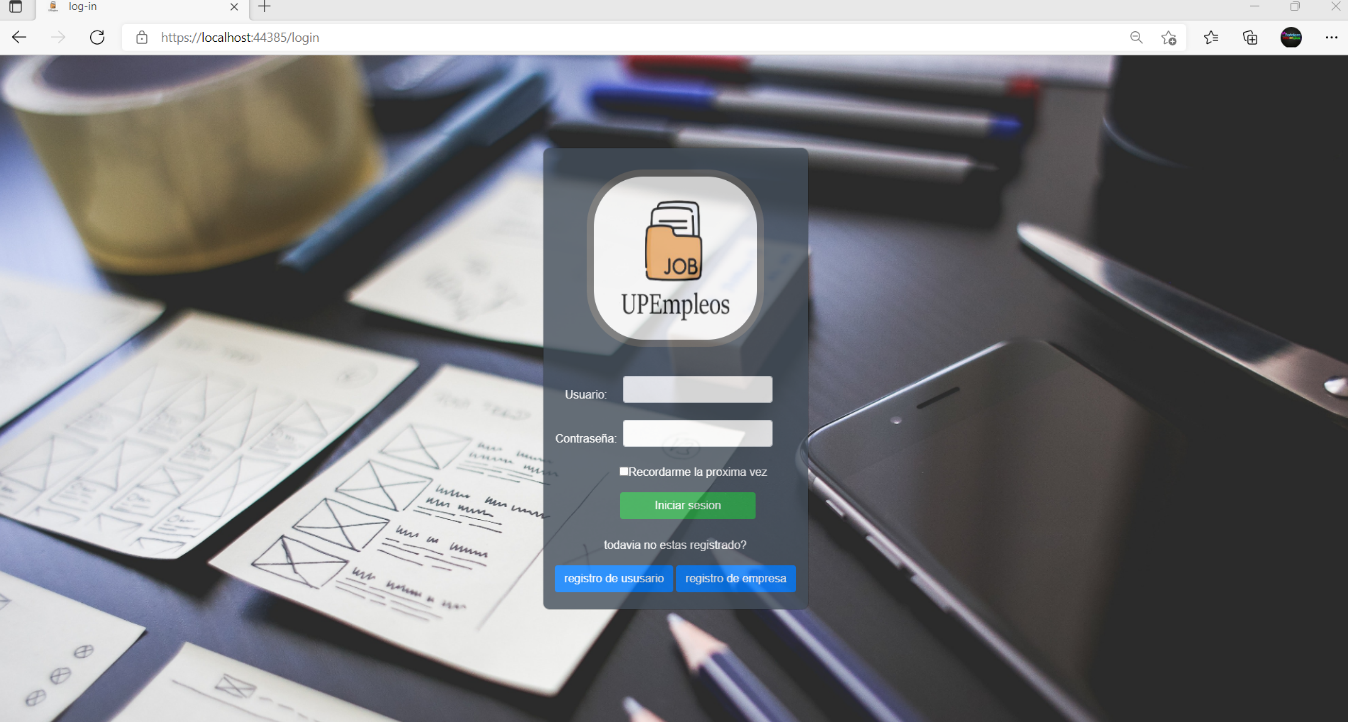 log-in
https://localhost:44385/login
JOB
UPEmpleos
Usuario:
Contraseña:
Recordarme la proxima vez
Iniciar sesion
todavia no estas registrado?
registro de ususario registro de empresa